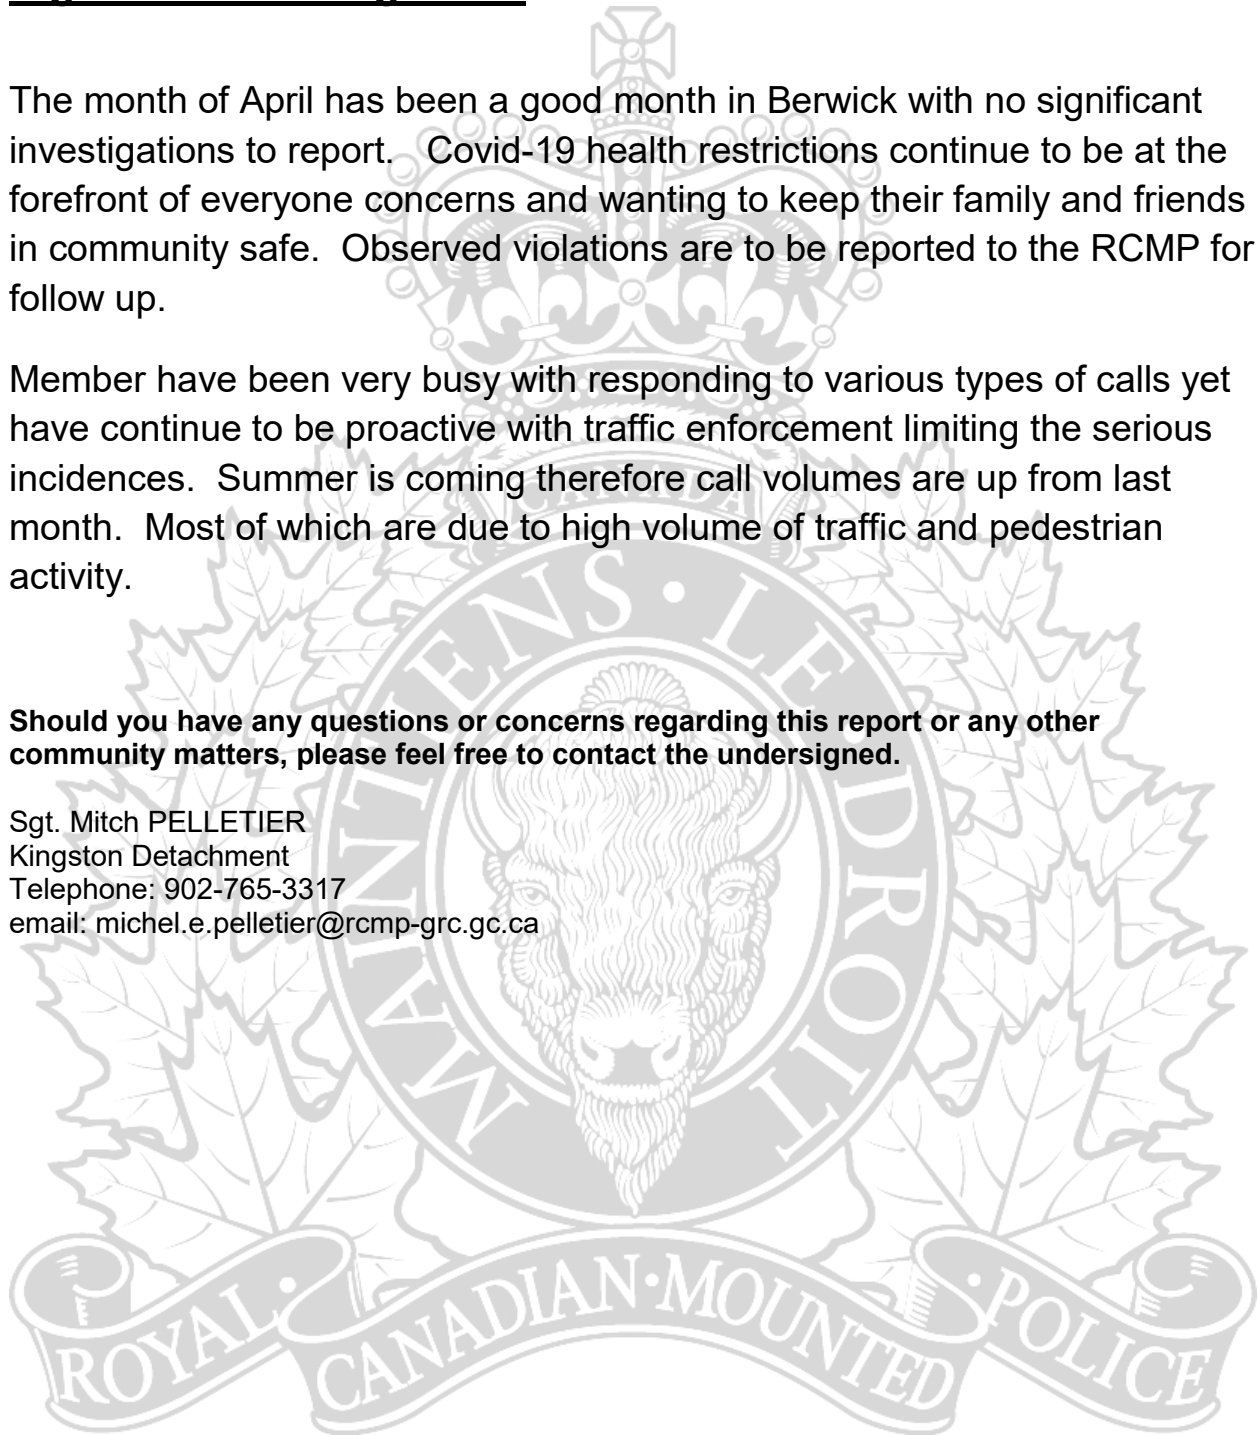 The month of April has been a good month in Berwick with no significant
investigations to report. Covid-19 health restrictions continue to be at the
forefront of everyone concerns and wanting to keep their family and friends
in community safe. Observed violations are to be reported to the RCMP for
follow up.
Member have been very busy with responding to various types of calls yet
have continue to be proactive with traffic enforcement limiting the serious
incidences. Summer is coming therefore call volumes are up from last
month. Most of which are due to high volume of traffic and pedestrian
activity.
Should you have any questions or concerns regarding this report or any other
community matters, please feel free to contact the undersigned.
Sgt. Mitch PELLETIER
Kingston Detachment
Telephone: 902-765-3317
email: michel.e.pelletier@rcmp-grc.gc.ca
CANADA
MAINTIENS · LE · DROIT
ROYAL · CANADIAN · MOUNTED · POLICE